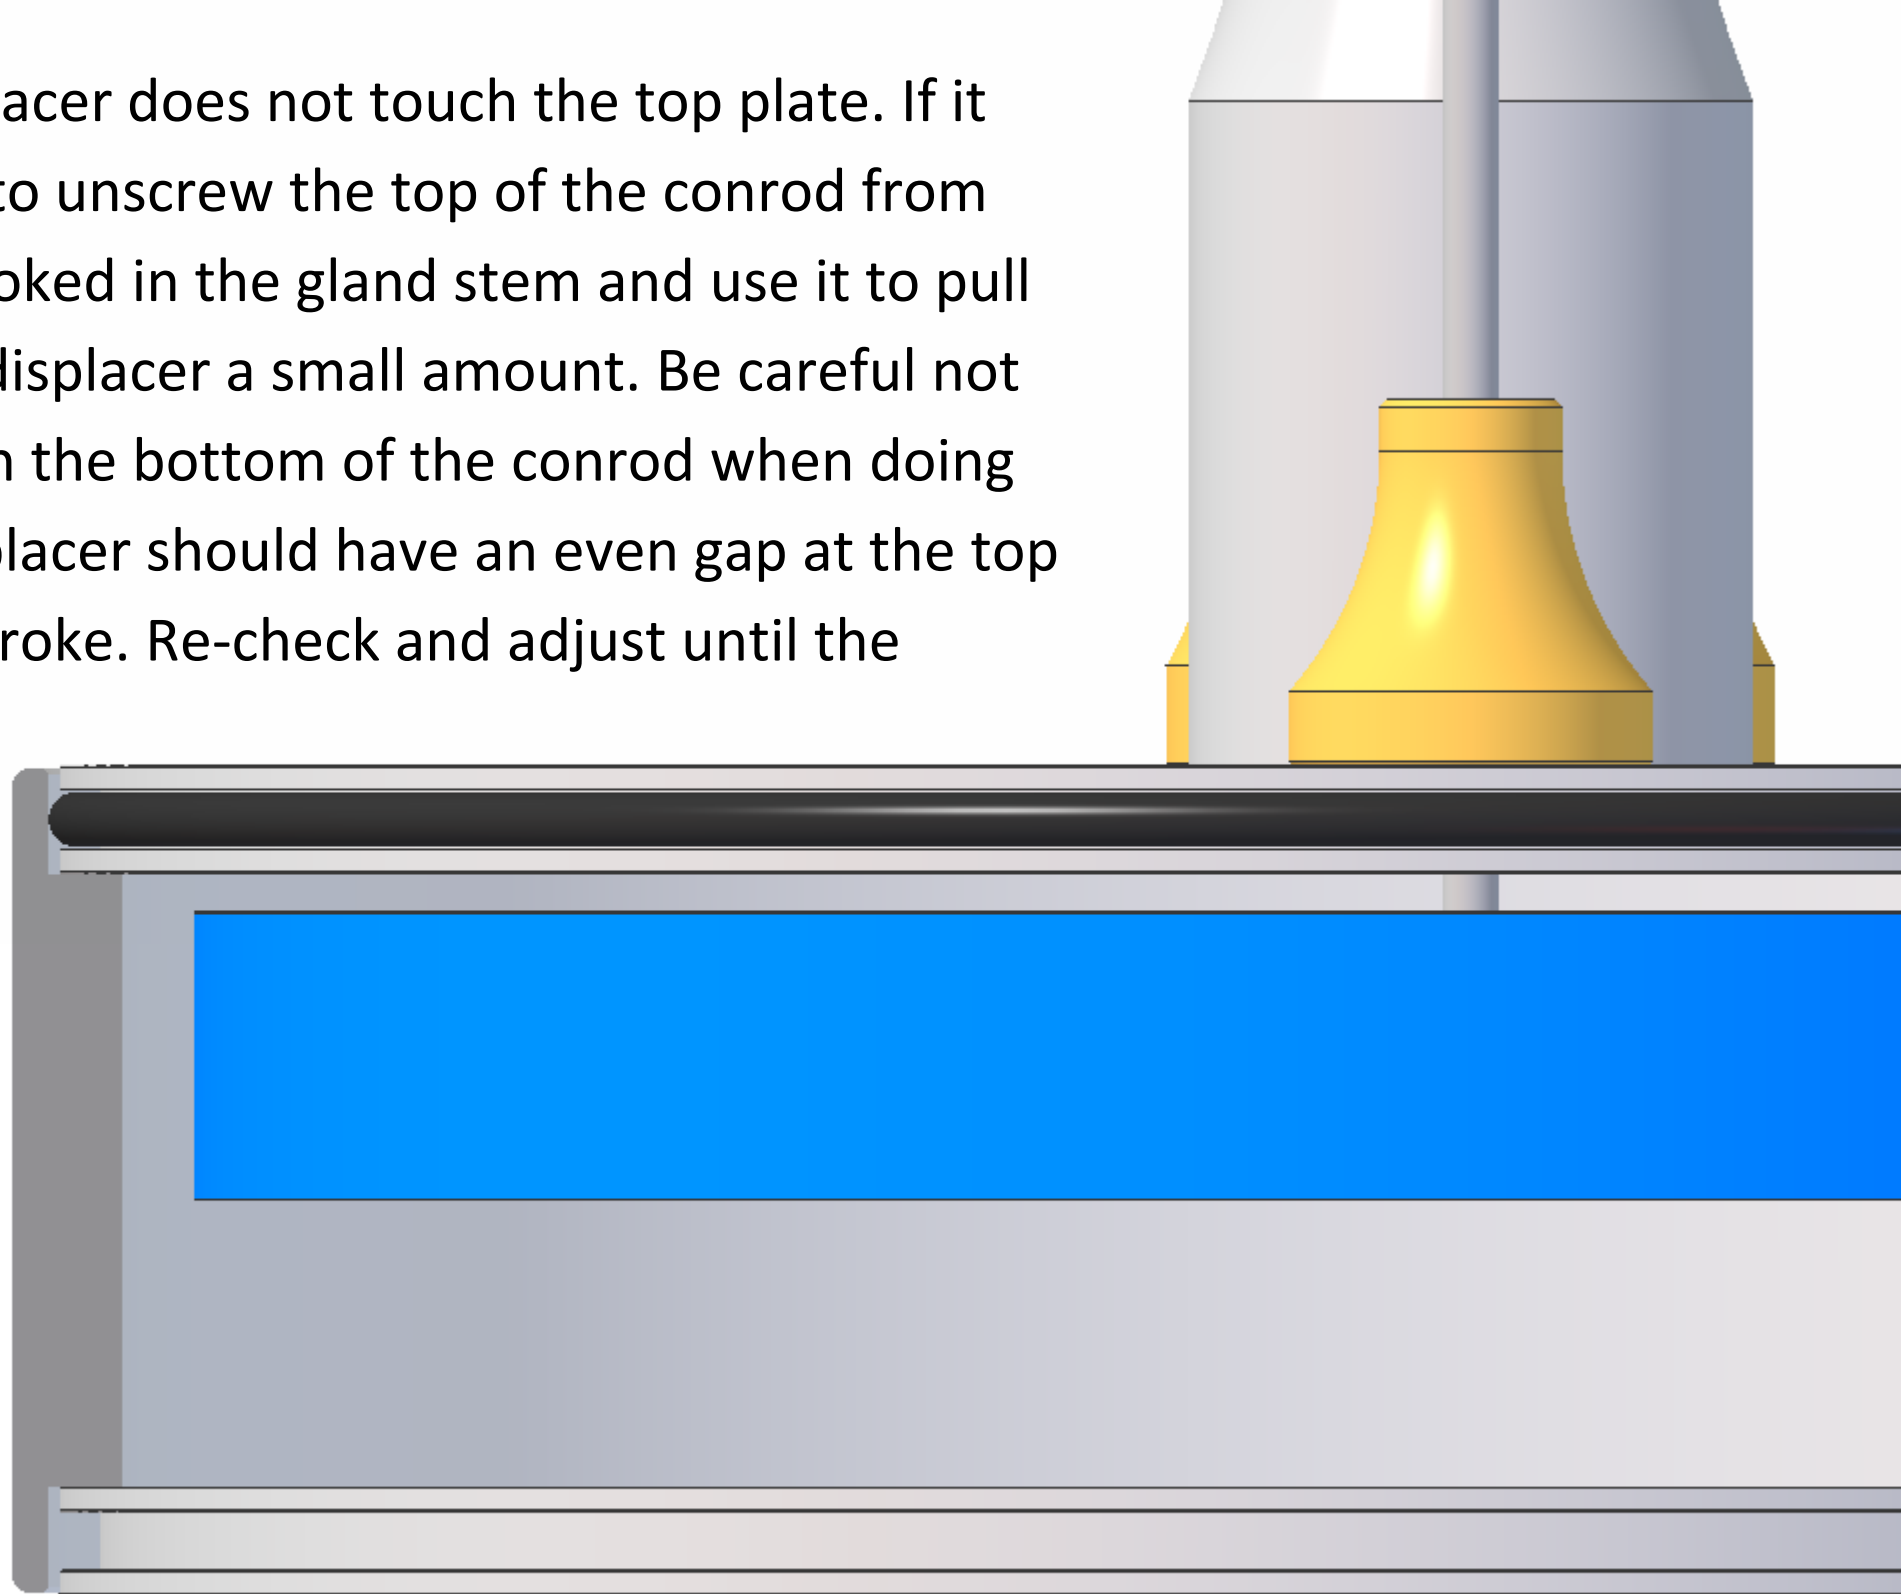 acer does not touch the top plate. If it
to unscrew the top of the conrod from
oked in the gland stem and use it to pull
displacer a small amount. Be careful not
the bottom of the conrod when doing
placer should have an even gap at the top
roke. Re-check and adjust until the